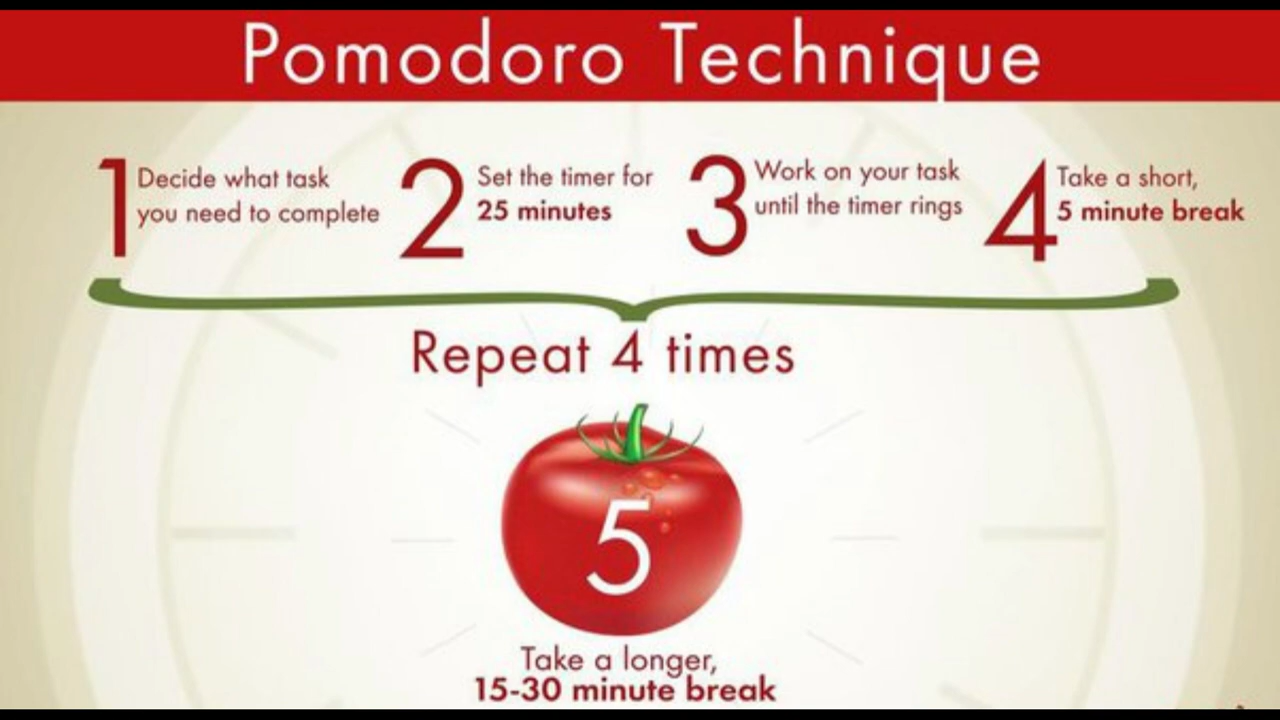 Pomodoro Technique
1
Decide what task
you need to complete
2
Set the timer for
25 minutes
3
Work on your task
until the timer rings
4
Take a short,
5 minute break
Repeat 4 times
5
Take a longer,
15-30 minute break